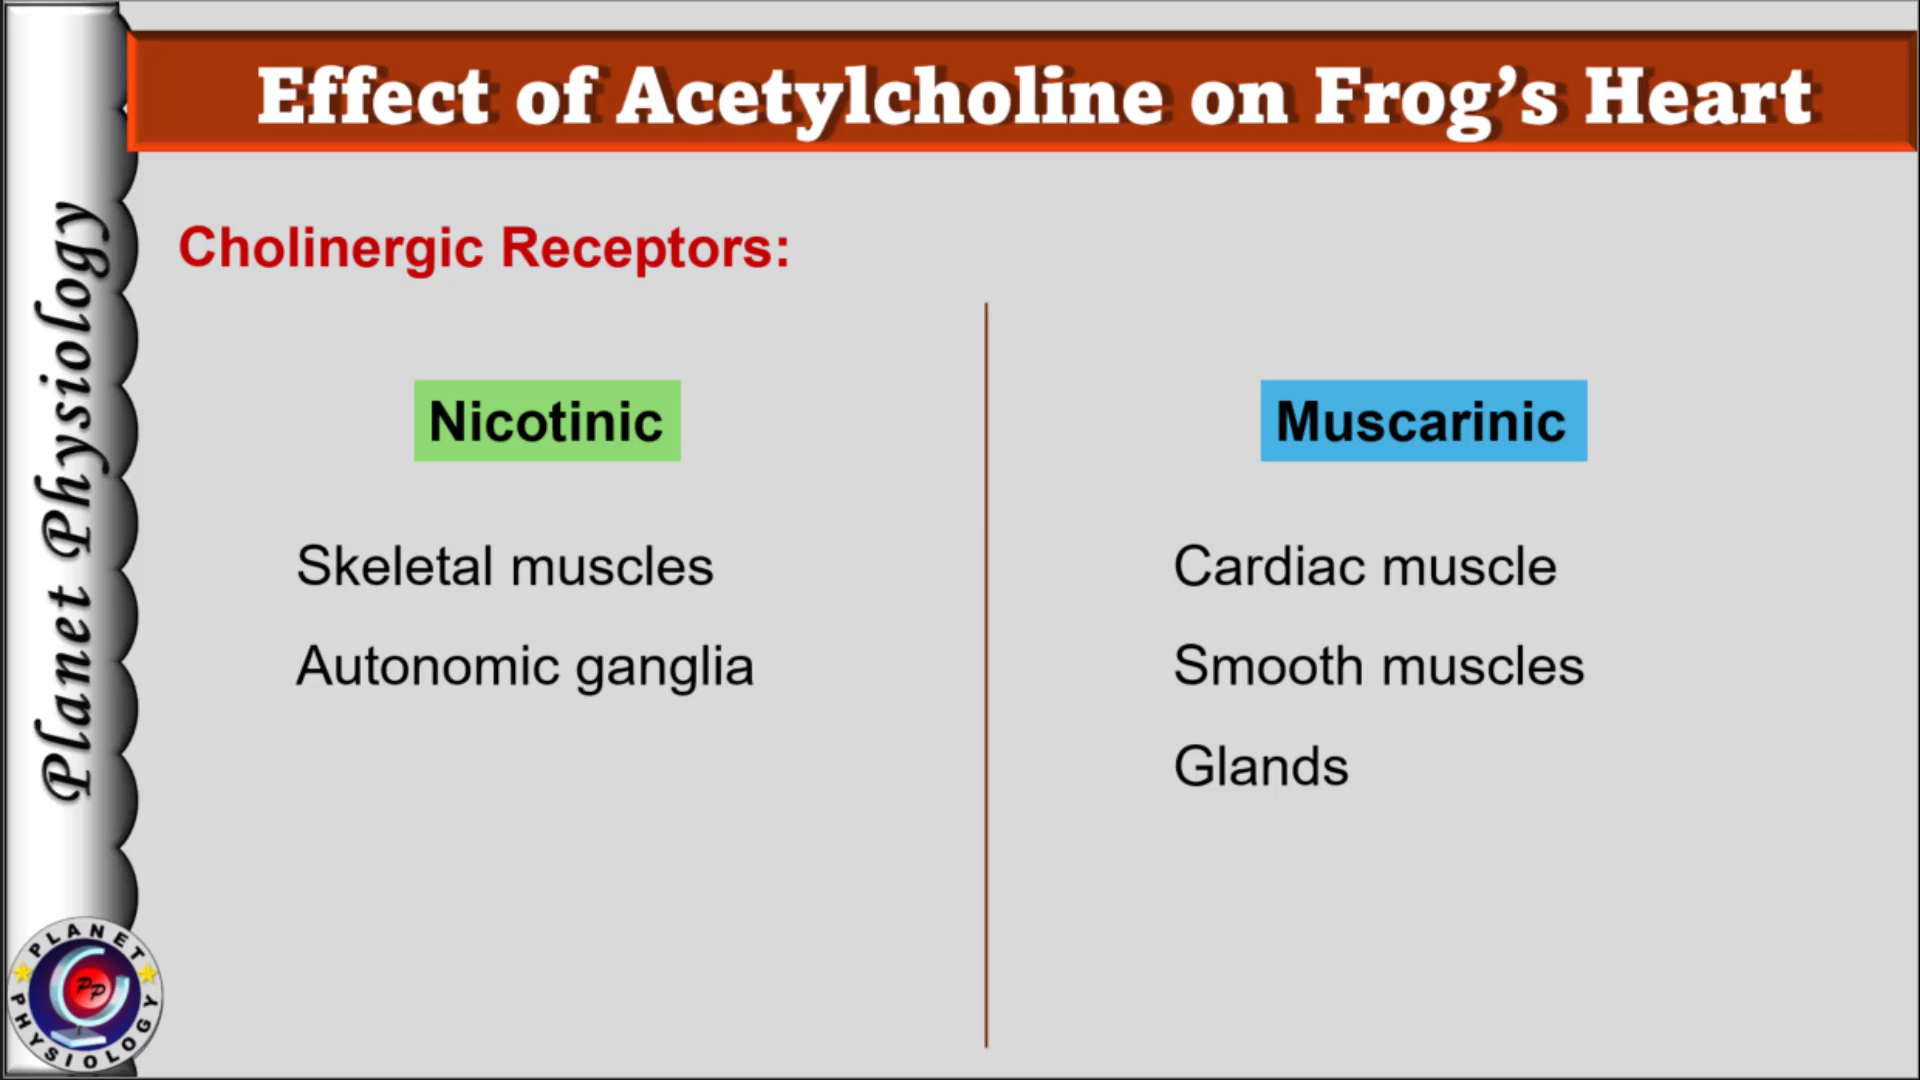 Effect of Acetylcholine on Frog's Heart
Planet Physiology
Cholinergic Receptors:
Nicotinic
Skeletal muscles
Autonomic ganglia
Muscarinic
Cardiac muscle
Smooth muscles
Glands
PLANET
PP
PHYSIOLOGY